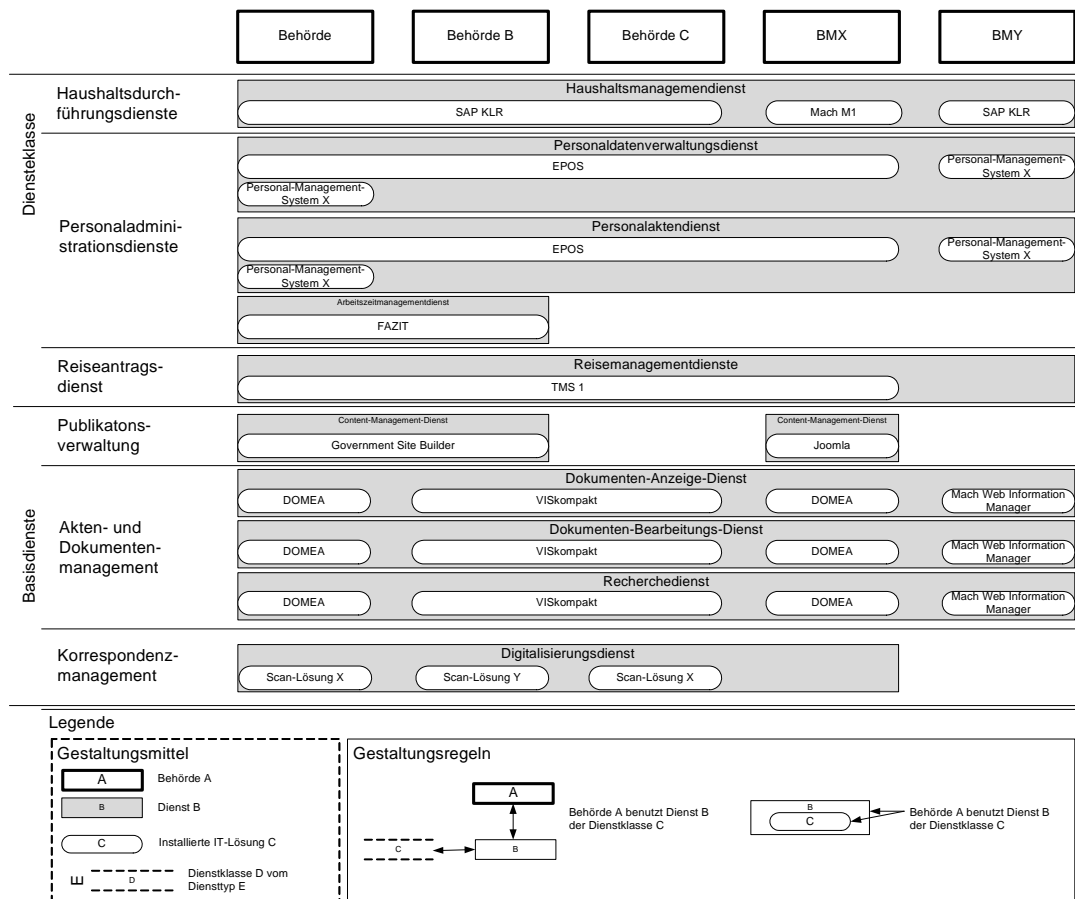 Behörde
Behörde B
Behörde C
BMX
BMY
Diensteklasse
Haushaltsdurch-
führungsdienste
Haushaltsmanagemendienst
SAP KLR
Mach M1
SAP KLR
Personaladmini-
strationsdienste
Personaldatenverwaltungsdienst
EPOS
Personal-Management-
System X
Personal-Management-
System X
Personalaktendienst
EPOS
Personal-Management-
System X
Personal-Management-
System X
Arbeitszeitmanagementdienst
FAZIT
Reiseantrags-
dienst
Reisemanagementdienste
TMS 1
Basisdienste
Publikatons-
verwaltung
Content-Management-Dienst
Government Site Builder
Content-Management-Dienst
Joomla
Akten- und
Dokumenten-
management
Dokumenten-Anzeige-Dienst
DOMEA
VISkompakt
DOMEA
Mach Web Information
Manager
Dokumenten-Bearbeitungs-Dienst
DOMEA
VISkompakt
DOMEA
Mach Web Information
Manager
Recherchedienst
DOMEA
VISkompakt
DOMEA
Mach Web Information
Manager
Korrespondenz-
management
Digitalisierungsdienst
Scan-Lösung X
Scan-Lösung Y
Scan-Lösung X
Legende
Gestaltungsmittel
A
Behörde A
B
Dienst B
C
Installierte IT-Lösung C
E
D
Dienstklasse D vom
Diensttyp E
Gestaltungsregeln
A
C
B
Behörde A benutzt Dienst B
der Dienstklasse C
B
C
Behörde A benutzt Dienst B
der Dienstklasse C